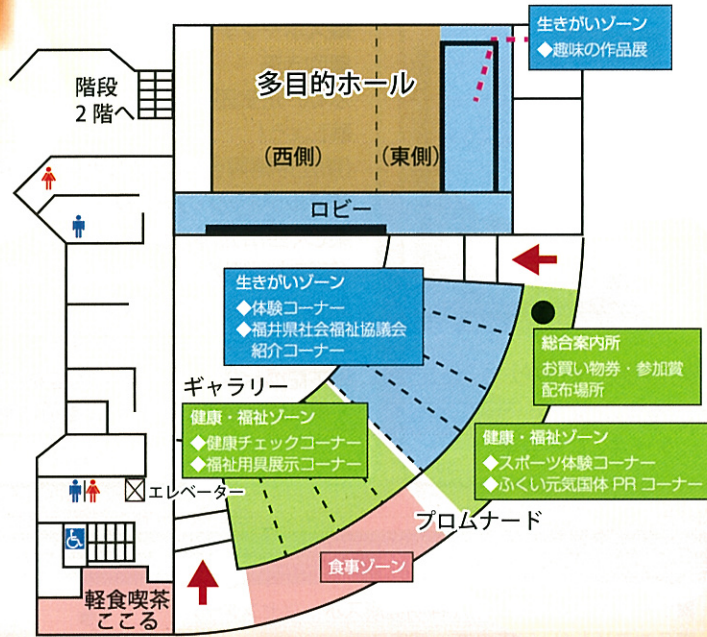 生きがいゾーン
◆趣味の作品展
階段
2階へ
多目的ホール
（西側）
（東側）
ロビー
生きがいゾーン
◆体験コーナー
◆福井県社会福祉協議会
紹介コーナー
総合案内所
お買い物券・参加賞
配布場所
ギャラリー
健康・福祉ゾーン
◆健康チェックコーナー
◆福祉用具展示コーナー
健康・福祉ゾーン
◆スポーツ体験コーナー
◆ふくい元気国体 PR コーナー
エレベーター
プロムナード
食事ゾーン
軽食喫茶
こころ